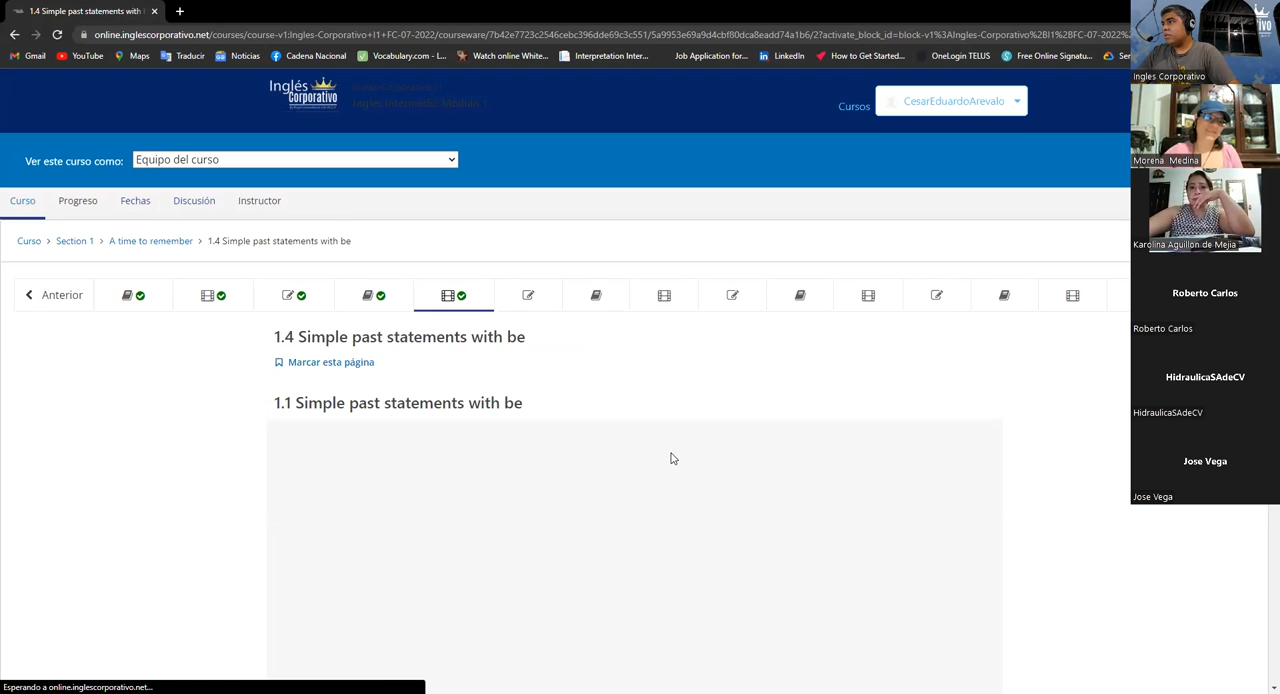 1.4 Simple past statements with
online.inglescorporativo.net/courses/course-v1:Ingles-Corporativo+I1+FC-07-2022/courseware/7b42e7723c2546cebc396dde69c3c551/5a9953e69a9d4cbf80dca8eadd74a1b6/2?activate_block_id=block-v1%3AIngles-Corporativo%2BI1%2BFC-07-2022%
Gmail YouTube Maps Traducir Noticias Cadena Nacional Vocabulary.com - L... Watch online White... Interpretation Inter... Job Application for... LinkedIn How to Get Started... OneLogin TELUS Free Online Signatu...
Inglés Corporativo
Inglés Intermedio: Módulo 1
Cursos CesarEduardoArevalo
Ver este curso como: Equipo del curso
Curso Progreso Fechas Discusión Instructor
Curso > Section 1 > A time to remember > 1.4 Simple past statements with be
Anterior
1.4 Simple past statements with be
Marcar esta página
1.1 Simple past statements with be
Esperando a online.inglescorporativo.net...
Ingles Corporativo
Morena Medina
Karolina Aguillon de Mejia
Roberto Carlos
Roberto Carlos
HidraulicaSAdeCV
HidraulicaSAdeCV
Jose Vega
Jose Vega